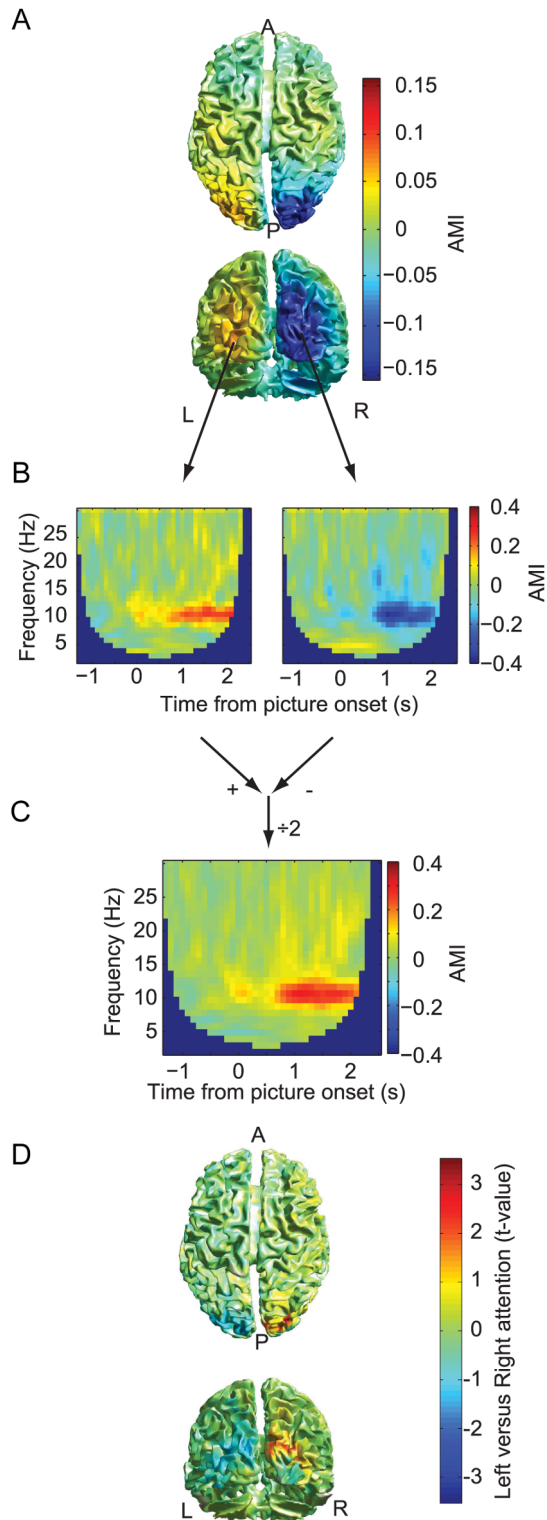 A
A
P
0.15
0.1
0.05
0
−0.05
−0.1
−0.15
AMI
L
R
B
Frequency (Hz)
25
20
15
10
5
−1
0
1
2
−1
0
1
2
0.4
0.2
0
−0.2
−0.4
AMI
Time from picture onset (s)
+
-
÷2
C
Frequency (Hz)
25
20
15
10
5
−1
0
1
2
0.4
0.2
0
−0.2
−0.4
AMI
Time from picture onset (s)
D
A
P
L
R
3
2
1
0
-1
-2
-3
Left versus Right attention (t-value)